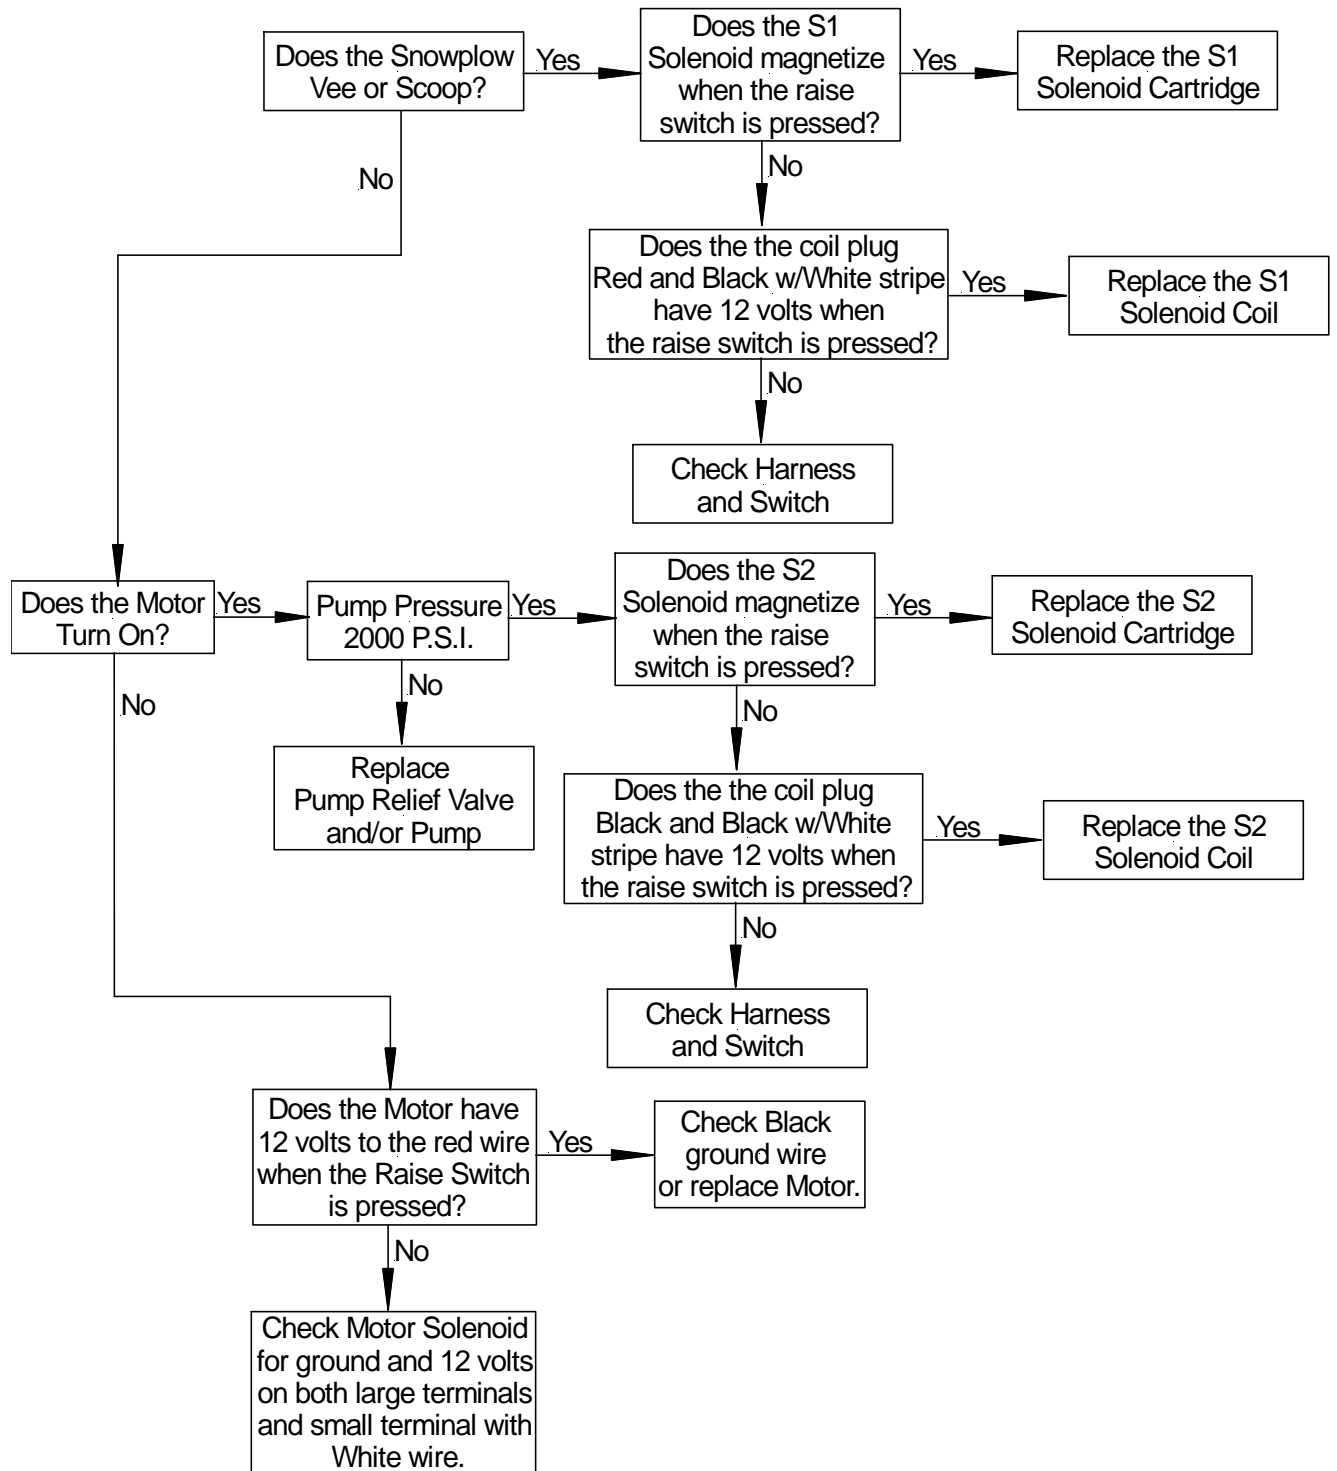 Does the Snowplow
Vee or Scoop?
Yes
Does the S1
Solenoid magnetize
when the raise
switch is pressed?
Yes
Replace the S1
Solenoid Cartridge
No
No
Does the the coil plug
Red and Black w/White stripe
have 12 volts when
the raise switch is pressed?
Yes
Replace the S1
Solenoid Coil
No
Check Harness
and Switch
Does the Motor
Turn On?
Yes
Pump Pressure
2000 P.S.I.
Yes
Does the S2
Solenoid magnetize
when the raise
switch is pressed?
Yes
Replace the S2
Solenoid Cartridge
No
No
No
Replace
Pump Relief Valve
and/or Pump
Does the the coil plug
Black and Black w/White
stripe have 12 volts when
the raise switch is pressed?
Yes
Replace the S2
Solenoid Coil
No
Check Harness
and Switch
Does the Motor have
12 volts to the red wire
when the Raise Switch
is pressed?
Yes
Check Black
ground wire
or replace Motor.
No
Check Motor Solenoid
for ground and 12 volts
on both large terminals
and small terminal with
White wire.